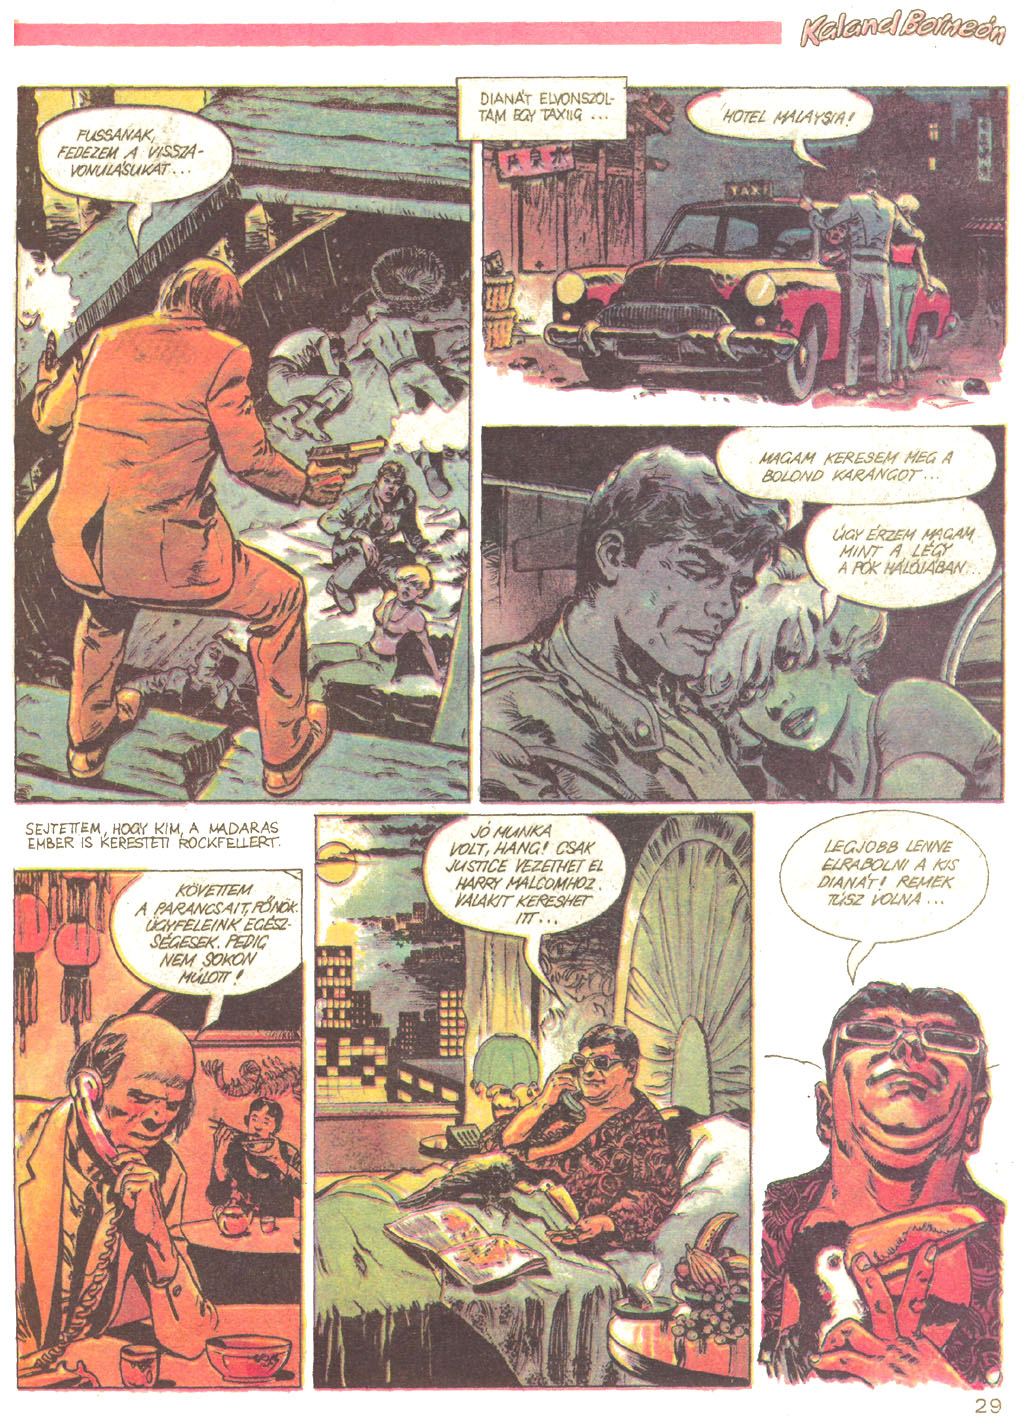 Kaland Borneón
FUSSANAK,
FEDEZEM A VISSZA-
VONULÁSUKAT...
DIANÁT ELVONSZOL-
TAM EGY TAXIIG ...
HOTEL MALAYSIA!
TAXI
MAGAM KERESEM MEG A
BOLOND KARANGOT...
ÚGY ÉRZEM MAGAM,
MINT A LÉGY
A PÓK HÁLÓJÁBAN...
SEJTETTEM, HOGY KIM, A MADARAS
EMBER IS KERESTETI ROCKFELLERT.
KÖVETTEM
A PARANCSAIT, FŐNÖK.
ÜGYFELEINK EGÉSZ-
SÉGESEK. PEDIG
NEM SOKON
MÚLOTT!
JÓ MUNKA
VOLT, HANG! CSAK
JUSTICE VEZETHET EL
HARRY MALCOMHOZ.
VALAKIT KERESHET
ITT...
LEGJOBB LENNE
ELRABOLNI A KIS
DIANÁT! REMEK
TÚSZ VOLNA...
29